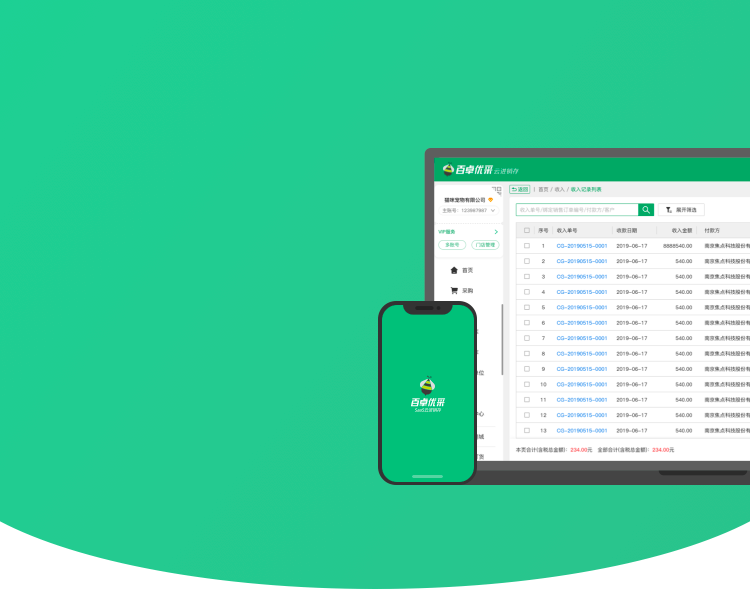 百卓优采 云进销存
返回 | 首页 / 收入 / 收入记录列表
猫咪宠物有限公司
主账号: 123987987
VIP服务
多账号 门店管理
首页
采购
单位
中心
商城
订货
收入单号/绑定销售订单编号/付款方/客户
展开筛选
序号 收入单号 收款日期 收入金额 付款方
1 CG-20190515-0001 2019-06-17 8888540.00 南京焦点科技股份有
2 CG-20190515-0001 2019-06-17 540.00 南京焦点科技股份有
3 CG-20190515-0001 2019-06-17 540.00 南京焦点科技股份有
4 CG-20190515-0001 2019-06-17 540.00 南京焦点科技股份有
5 CG-20190515-0001 2019-06-17 540.00 南京焦点科技股份有
6 CG-20190515-0001 2019-06-17 540.00 南京焦点科技股份有
7 CG-20190515-0001 2019-06-17 540.00 南京焦点科技股份有
8 CG-20190515-0001 2019-06-17 540.00 南京焦点科技股份有
9 CG-20190515-0001 2019-06-17 540.00 南京焦点科技股份有
10 CG-20190515-0001 2019-06-17 540.00 南京焦点科技股份有
11 CG-20190515-0001 2019-06-17 540.00 南京焦点科技股份有
12 CG-20190515-0001 2019-06-17 540.00 南京焦点科技股份有
13 CG-20190515-0001 2019-06-17 540.00 南京焦点科技股份有
本页合计(含税总金额): 234.00元 全部合计(含税总金额): 234.00元
百卓优采
SaaS云进销存